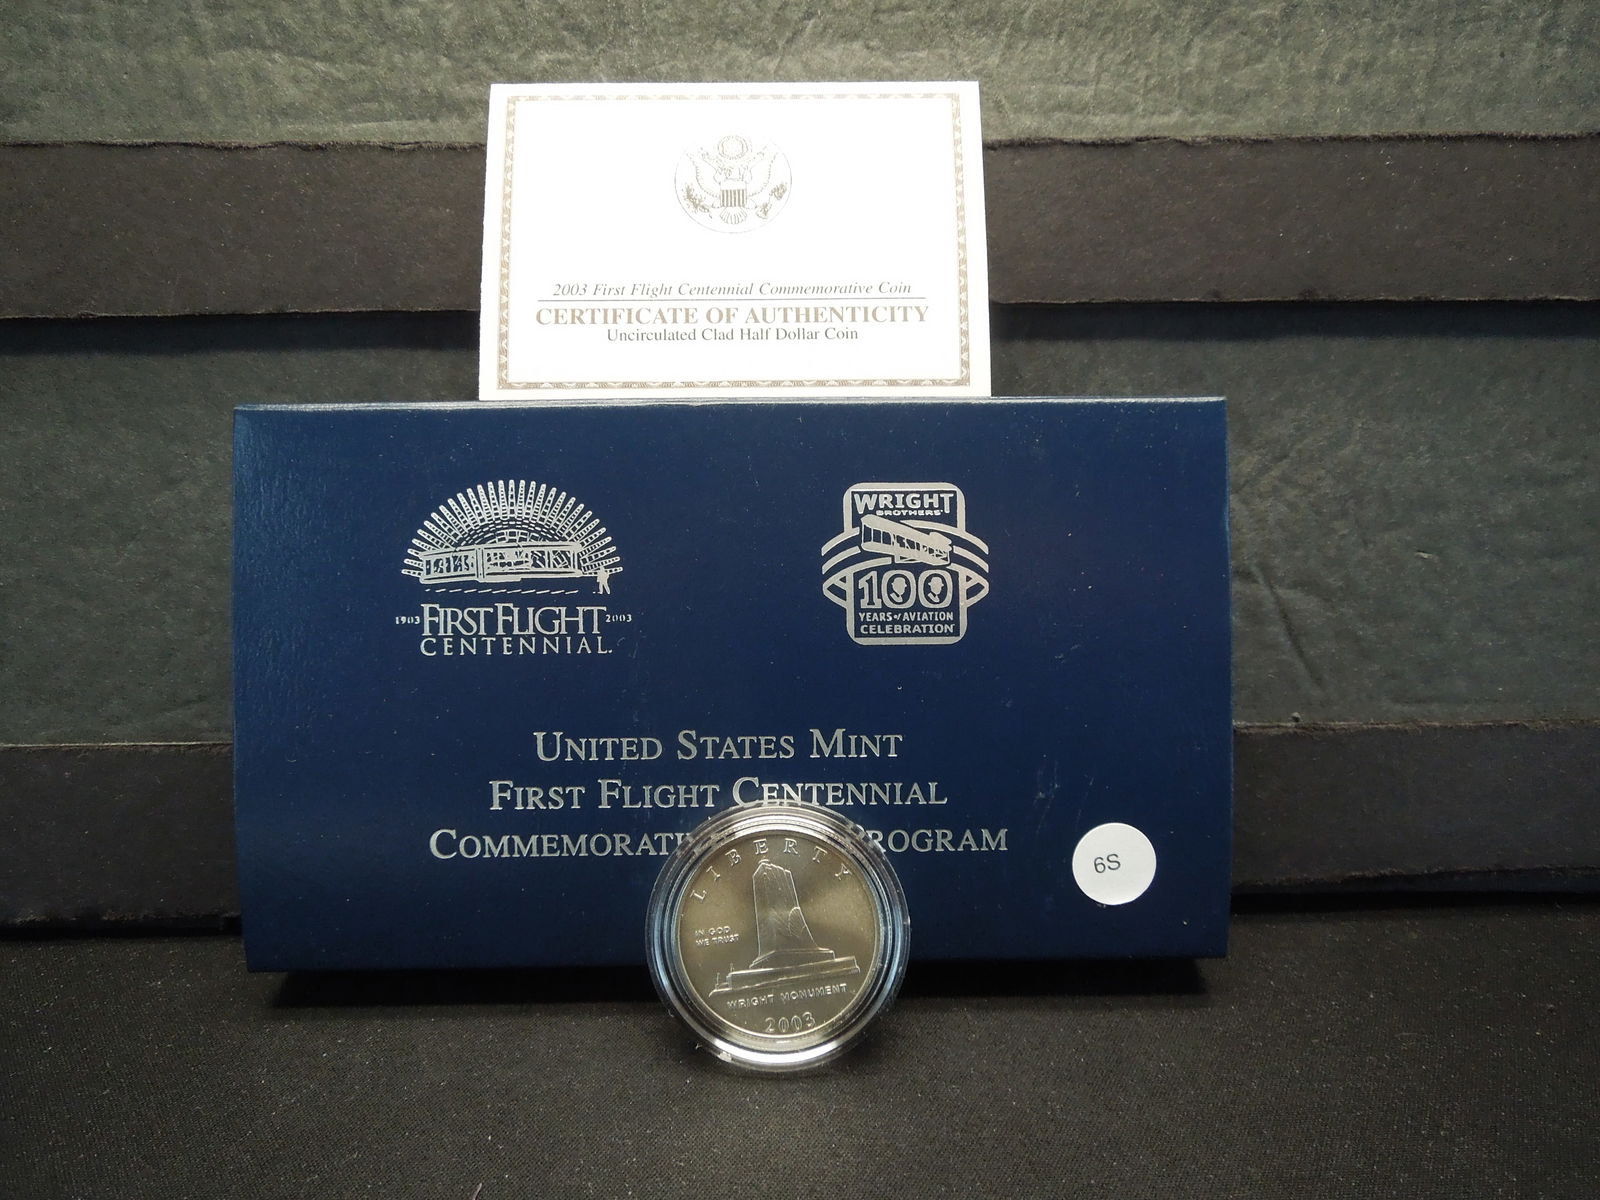 2003 First Flight Centennial Commemorative Coin
CERTIFICATE OF AUTHENTICITY
Uncirculated Clad Half Dollar Coin
1903 FIRST FLIGHT 2003
CENTENNIAL.
WRIGHT
BROTHERS
100
YEARS of AVIATION
CELEBRATION
UNITED STATES MINT
FIRST FLIGHT CENTENNIAL
COMMEMORATI ROGRAM
LIBERTY
IN GOD
WE TRUST
WRIGHT MONUMENT
2003
6S